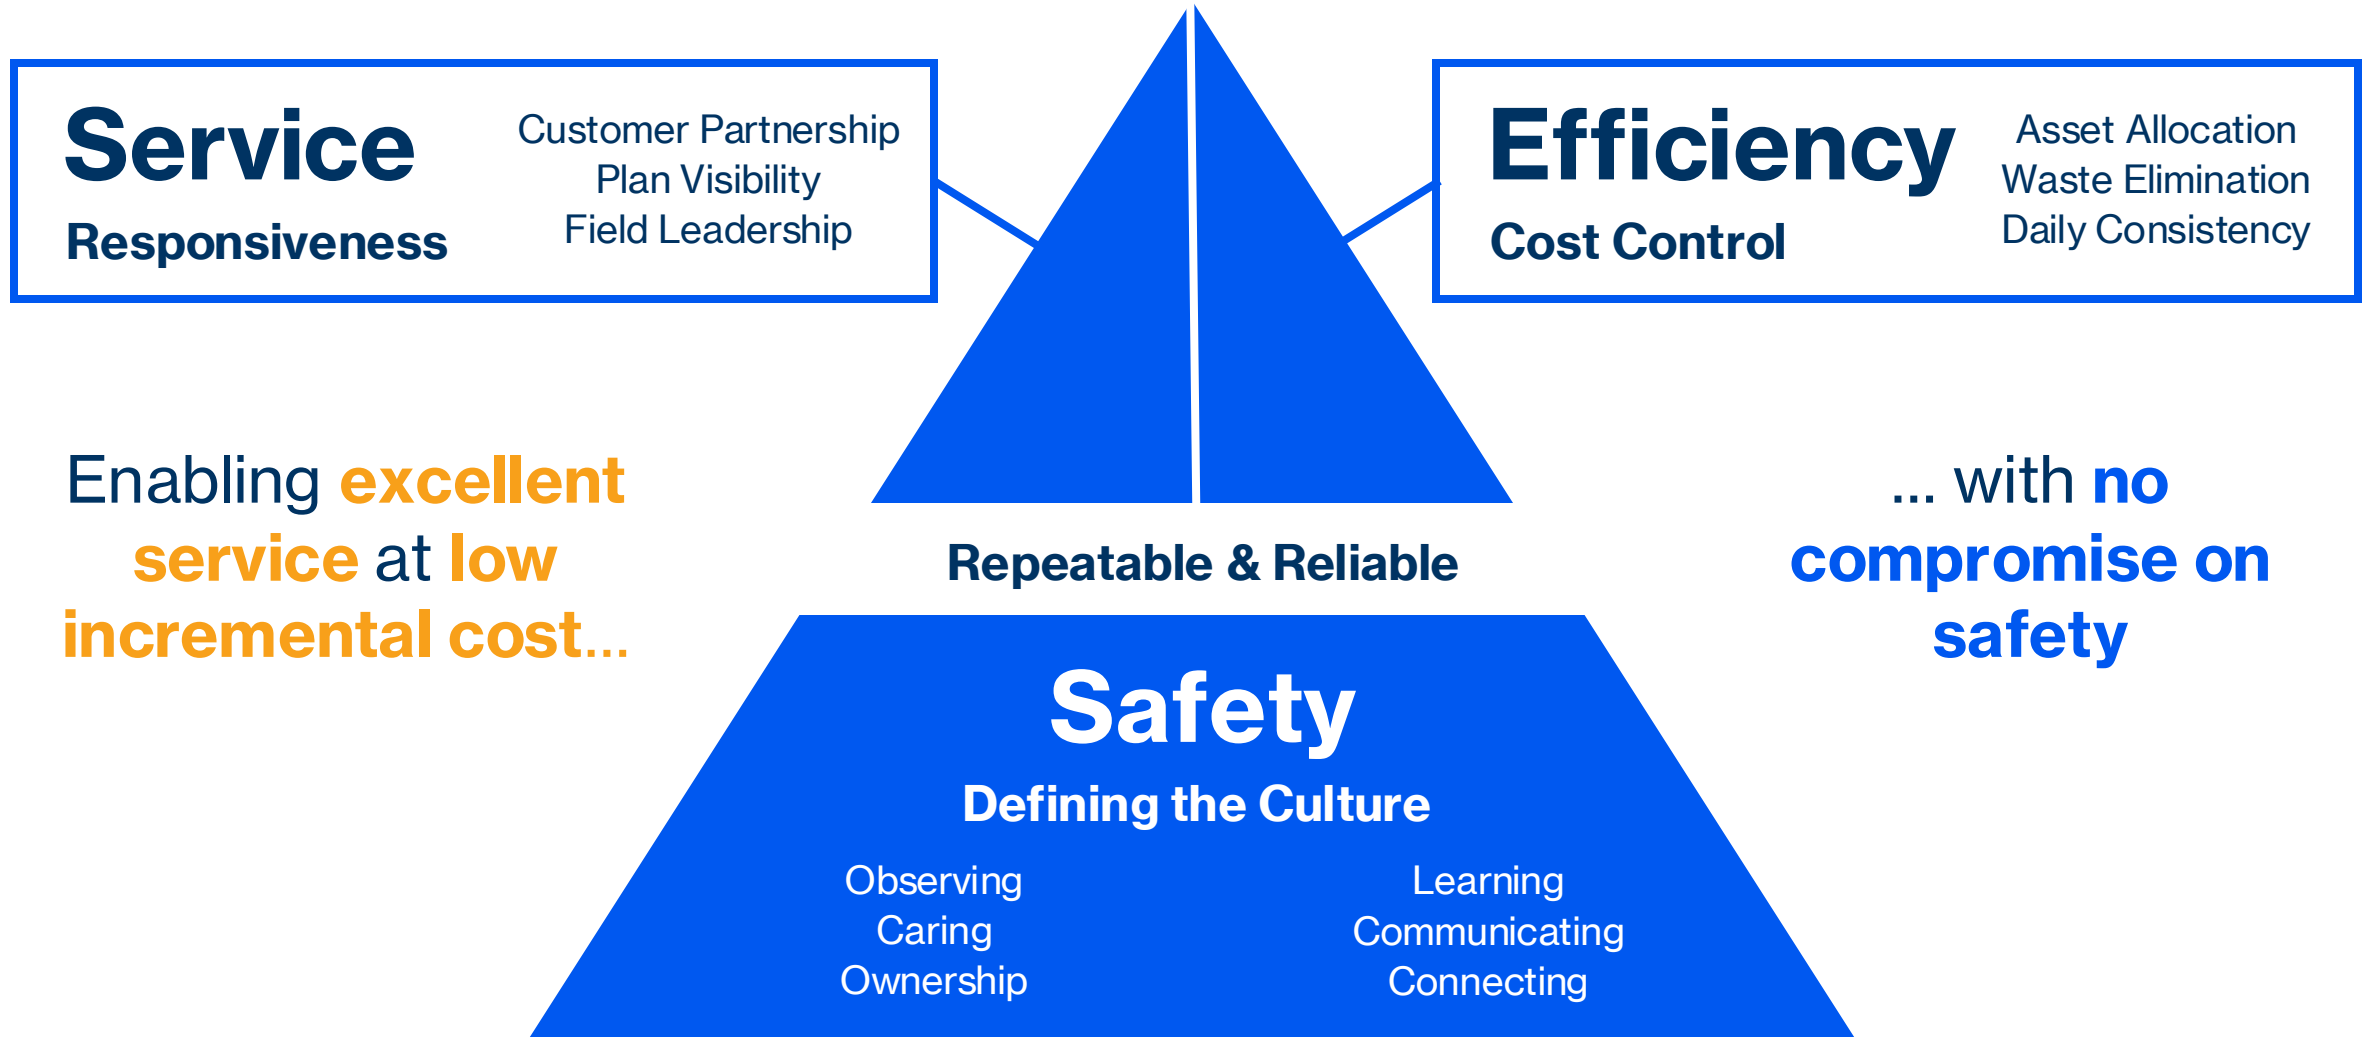 Service
Responsiveness
Customer Partnership
Plan Visibility
Field Leadership
Efficiency
Cost Control
Asset Allocation
Waste Elimination
Daily Consistency
Enabling excellent
service at low
incremental cost...
... with no
compromise on
safety
Repeatable & Reliable
Safety
Defining the Culture
Observing
Caring
Ownership
Learning
Communicating
Connecting